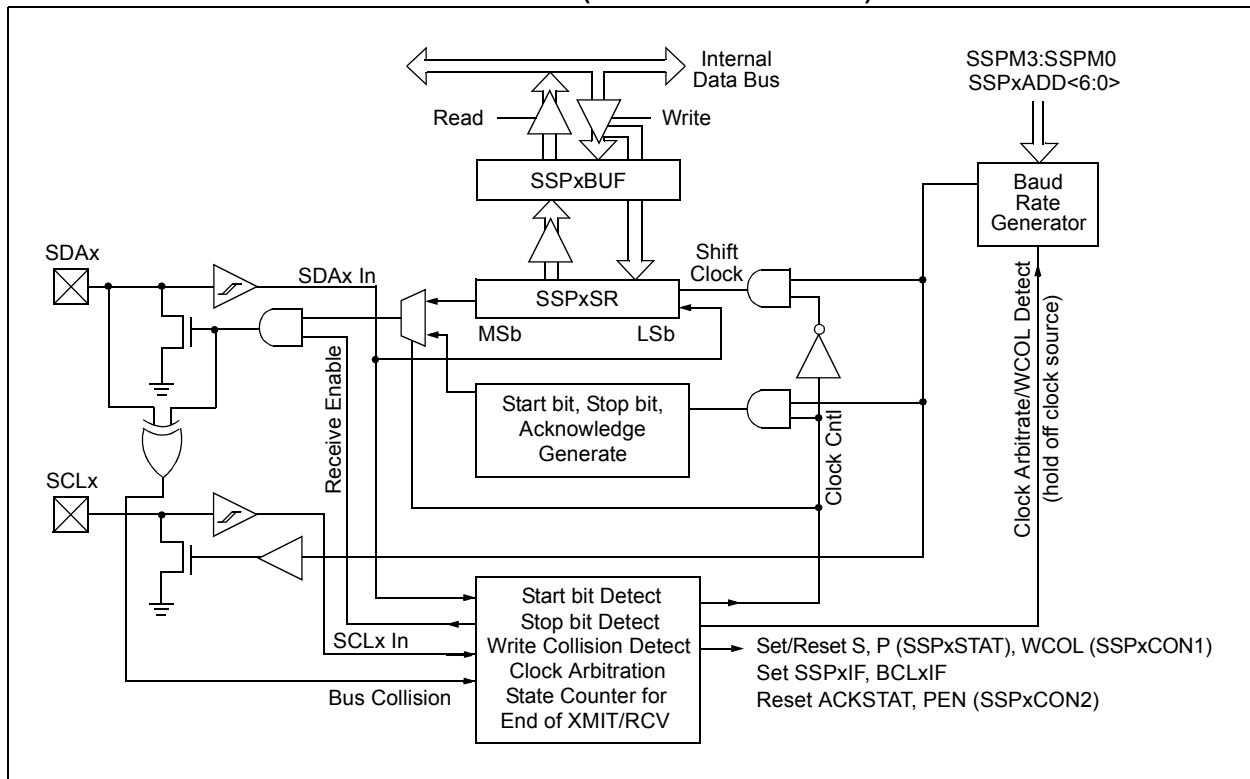 Internal
Data Bus
SSPM3:SSPM0
SSPxADD<6:0>
Read
Write
SSPxBUF
Baud
Rate
Generator
SDAx
SDAx In
Shift
Clock
SSPxSR
MSb
LSb
Receive Enable
Start bit, Stop bit,
Acknowledge
Generate
Clock Cntl
Clock Arbitrate/WCOL Detect
(hold off clock source)
SCLx
SCLx In
Bus Collision
Start bit Detect
Stop bit Detect
Write Collision Detect
Clock Arbitration
State Counter for
End of XMIT/RCV
Set/Reset S, P (SSPxSTAT), WCOL (SSPxCON1)
Set SSPxIF, BCLxIF
Reset ACKSTAT, PEN (SSPxCON2)